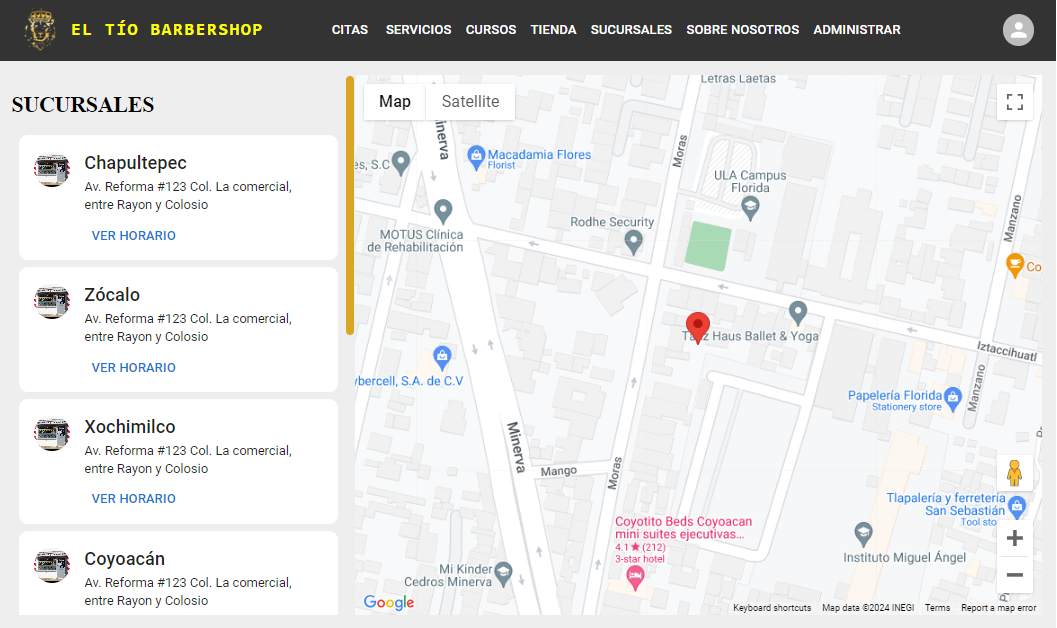 EL TÍO BARBERSHOP
CITAS SERVICIOS CURSOS TIENDA SUCURSALES SOBRE NOSOTROS ADMINISTRAR
SUCURSALES
Chapultepec
Av. Reforma #123 Col. La comercial,
entre Rayon y Colosio
VER HORARIO
Zócalo
Av. Reforma #123 Col. La comercial,
entre Rayon y Colosio
VER HORARIO
Xochimilco
Av. Reforma #123 Col. La comercial,
entre Rayon y Colosio
VER HORARIO
Coyoacán
Av. Reforma #123 Col. La comercial,
entre Rayon y Colosio
Map Satellite
Letras Laetas
Minerva
Macadamia Flores
Florist
es, S.C
Moras
ULA Campus
Florida
Manzano
MOTUS Clínica
de Rehabilitación
Rodhe Security
Co
Haus Ballet & Yoga
Iztaccihuatl
ybercell, S.A. de C.V
Manzano
Papelería Florida
Stationery store
Minerva
Mango
Moras
Tlapalería y ferretería
San Sebastián
Tool sto
Coyotito Beds Coyoacan
mini suites ejecutivas...
4.1★(212)
3-star hotel
Instituto Miguel Ángel
Mi Kinder
Cedros Minerva
Google
Keyboard shortcuts Map data ©2024 INEGI Terms Report a map error